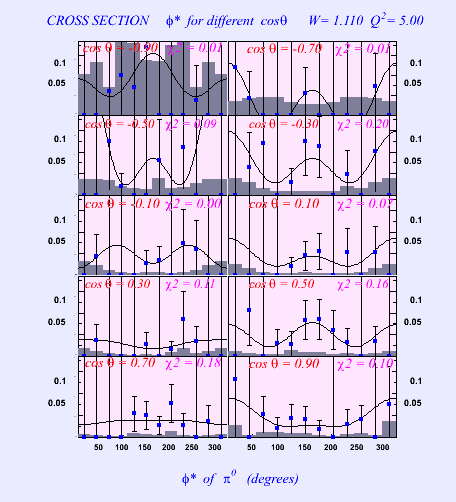 CROSS SECTION ϕ* for different cosθ W= 1.110 Q²= 5.00
cos θ = -0.90 χ2 = 0.01 cos θ = -0.70 χ2 = 0.01
0.1 0.1
0.05 0.05
cos θ = -0.50 χ2 = 0.09 cos θ = -0.30 χ2 = 0.20
0.1 0.1
0.05 0.05
cos θ = -0.10 χ2 = 0.00 cos θ = 0.10 χ2 = 0.03
0.1 0.1
0.05 0.05
cos θ = 0.30 χ2 = 0.11 cos θ = 0.50 χ2 = 0.16
0.1 0.1
0.05 0.05
cos θ = 0.70 χ2 = 0.18 cos θ = 0.90 χ2 = 0.10
0.1 0.1
0.05 0.05
50 100 150 200 250 300 50 100 150 200 250 300
ϕ* of π⁰ (degrees)